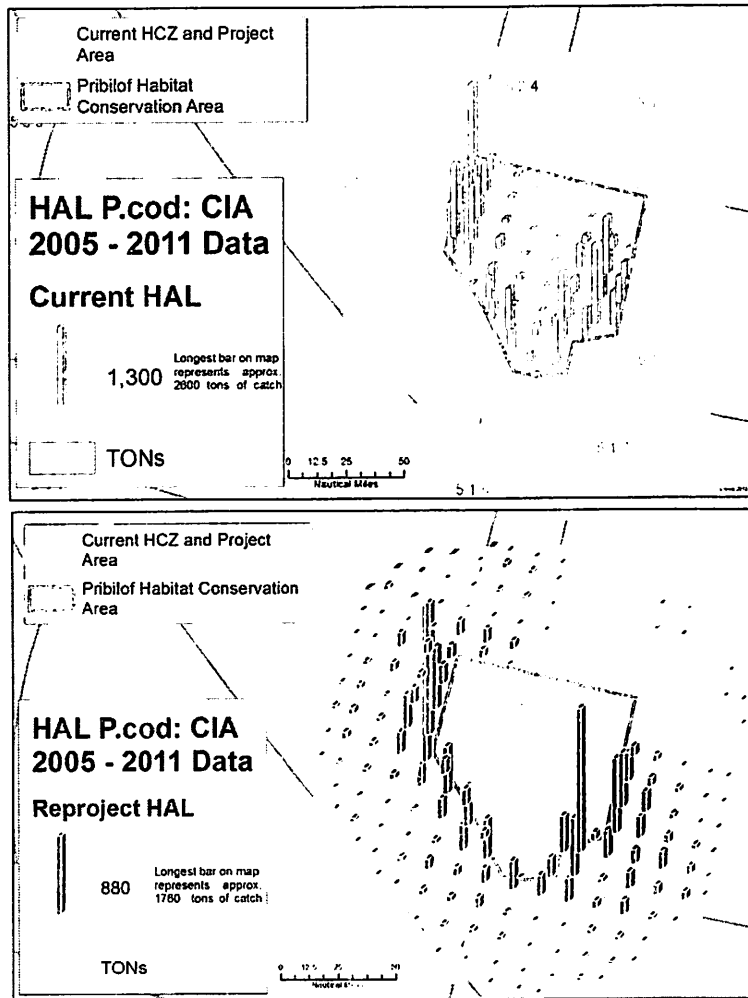 Current HCZ and Project
Area
Pribilof Habitat
Conservation Area
HAL P.cod: CIA
2005 - 2011 Data
Current HAL
1,300
Longest bar on map
represents approx.
2600 tons of catch
TONs
0 12.5 25 50
Nautical Miles
Current HCZ and Project
Area
Pribilof Habitat Conservation
Area
HAL P.cod: CIA
2005 - 2011 Data
Reproject HAL
880
Longest bar on map
represents approx.
1760 tons of catch
TONs